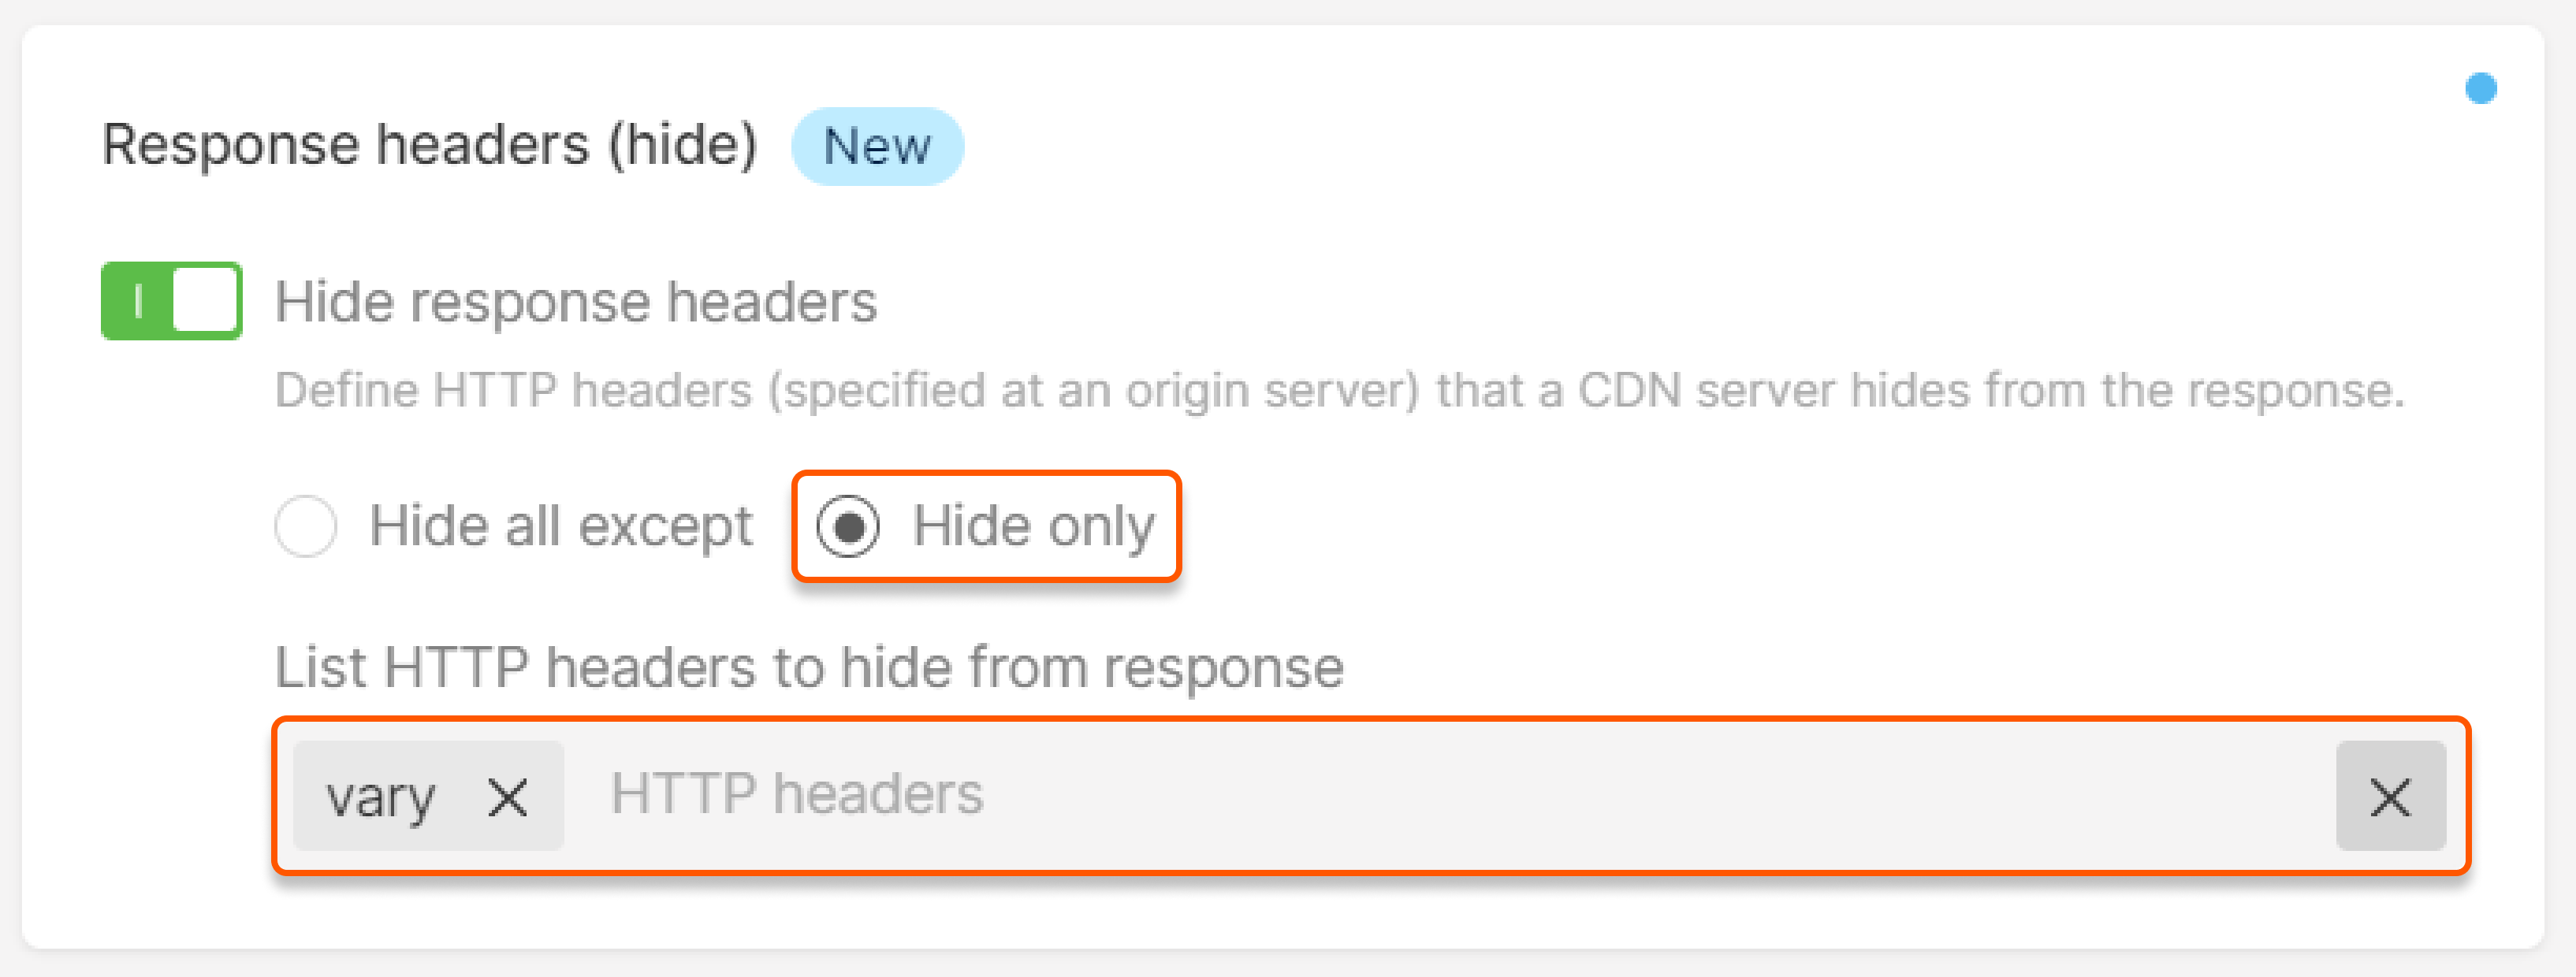 Response headers (hide) New
Hide response headers
Define HTTP headers (specified at an origin server) that a CDN server hides from the response.
Hide all except Hide only
List HTTP headers to hide from response
vary HTTP headers